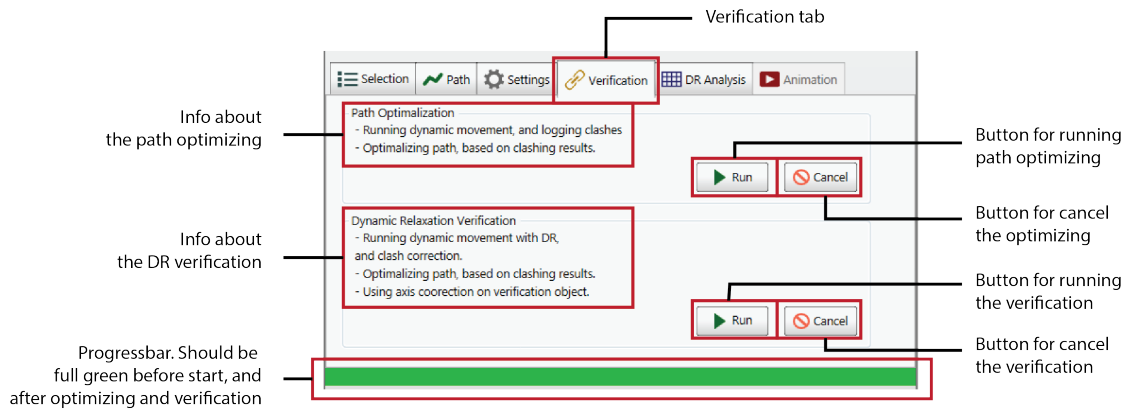 Verification tab
Selection
Path
Settings
Verification
DR Analysis
Animation
Info about
the path optimizing
Path Optimalization
- Running dynamic movement, and logging clashes
- Optimalizing path, based on clashing results.
Run
Cancel
Button for running
path optimizing
Button for cancel
the optimizing
Info about
the DR verification
Dynamic Relaxation Verification
- Running dynamic movement with DR,
and clash correction.
- Optimalizing path, based on clashing results.
- Using axis coorection on verification object.
Run
Cancel
Button for running
the verification
Button for cancel
the verification
Progressbar. Should be
full green before start, and
after optimizing and verification